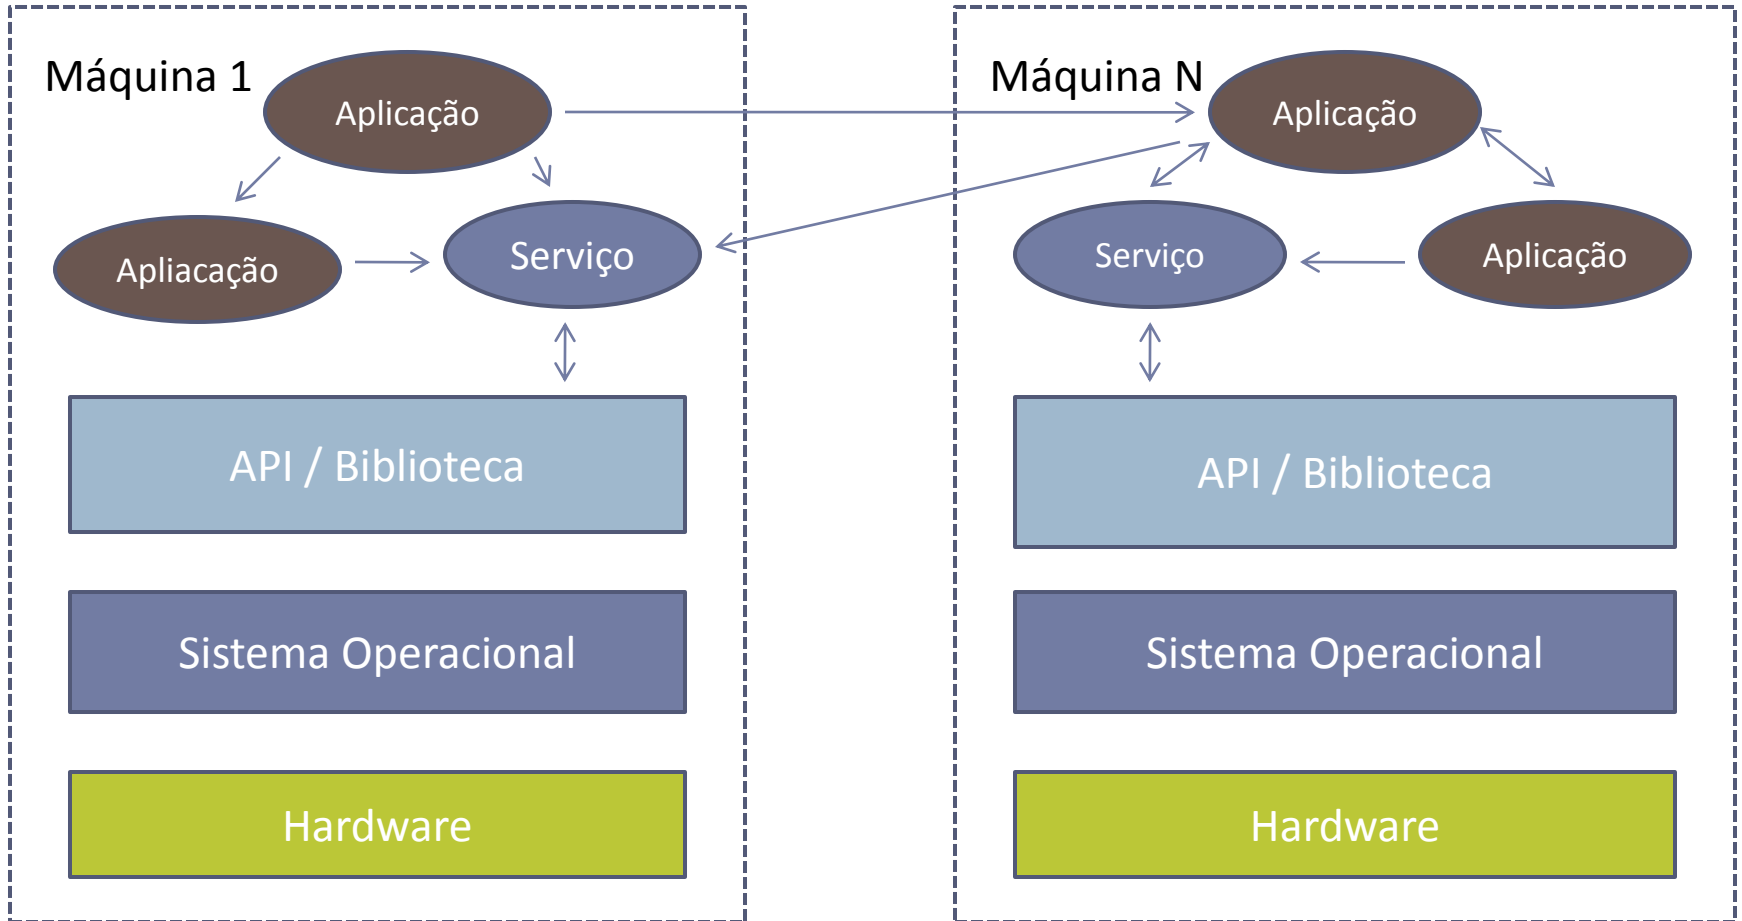 Máquina 1
Aplicação
Apliacação
Serviço
API / Biblioteca
Sistema Operacional
Hardware
Máquina N
Aplicação
Serviço
Aplicação
API / Biblioteca
Sistema Operacional
Hardware